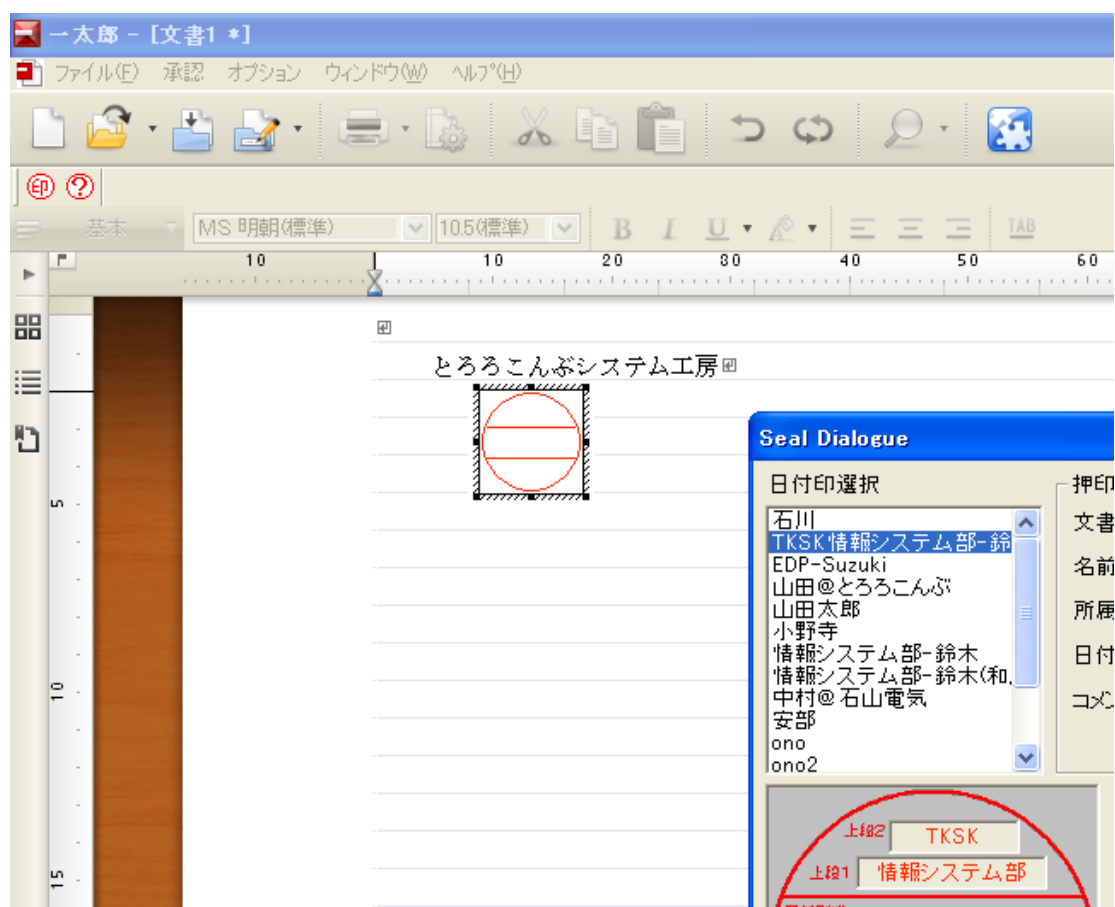 一太郎 - [文書1 *]
ファイル(F) 承認 オプション ウィンドウ(W) ヘルプ(H)
印 ?
基本 MS 明朝(標準) 10.5(標準) B I U TAB
10 10 20 30 40 50 60
とろろこんぶシステム工房
5
10
15
Seal Dialogue
日付印選択
石川
TKSK情報システム部-鈴
EDP-Suzuki
山田@とろろこんぶ
山田太郎
小野寺
情報システム部-鈴木
情報システム部-鈴木(和.
中村@石山電気
安部
ono
ono2
押印
文書
名前
所属
日付
コメン
上段2 TKSK
上段1 情報システム部